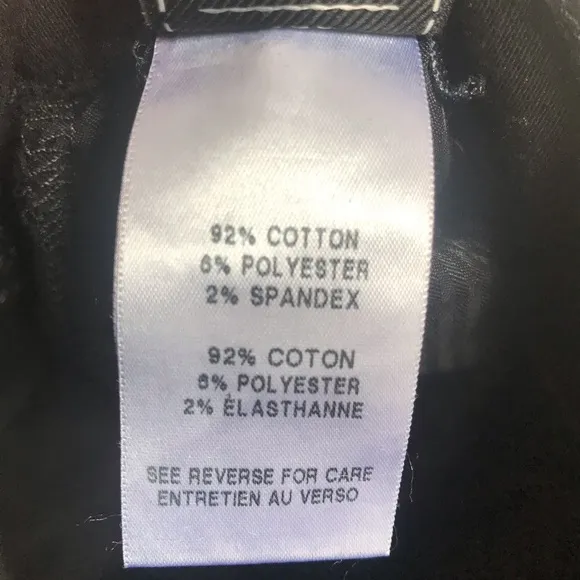 92% COTTON
6% POLYESTER
2% SPANDEX
92% COTON
6% POLYESTER
2% ÉLASTHANNE
SEE REVERSE FOR CARE
ENTRETIEN AU VERSO